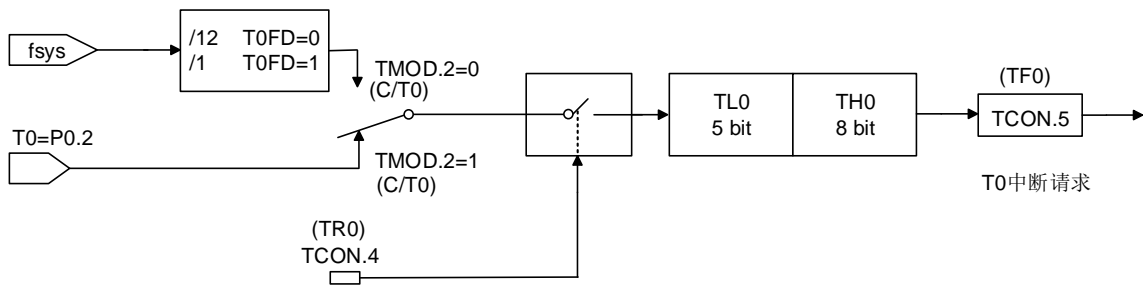 fsys
/12 T0FD=0
/1 T0FD=1
TMOD.2=0
(C/T0)
T0=P0.2
TMOD.2=1
(C/T0)
(TR0)
TCON.4
TL0
5 bit
TH0
8 bit
(TF0)
TCON.5
T0中断请求